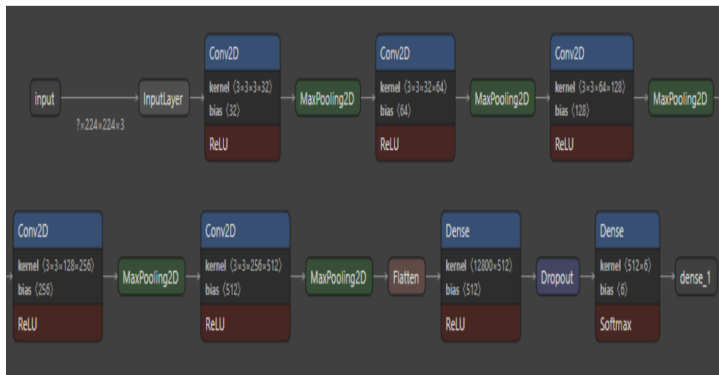 input
?×224×224×3
InputLayer
Conv2D
kernel ⟨3×3×3×32⟩
bias ⟨32⟩
ReLU
MaxPooling2D
Conv2D
kernel ⟨3×3×32×64⟩
bias ⟨64⟩
ReLU
MaxPooling2D
Conv2D
kernel ⟨3×3×64×128⟩
bias ⟨128⟩
ReLU
MaxPooling2D
Conv2D
kernel ⟨3×3×128×256⟩
bias ⟨256⟩
ReLU
MaxPooling2D
Conv2D
kernel ⟨3×3×256×512⟩
bias ⟨512⟩
ReLU
MaxPooling2D
Flatten
Dense
kernel ⟨12800×512⟩
bias ⟨512⟩
ReLU
Dropout
Dense
kernel ⟨512×6⟩
bias ⟨6⟩
Softmax
dense_1